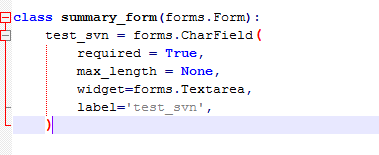 class summary_form(forms.Form):
    test_svn = forms.CharField(
        required = True,
        max_length = None,
        widget=forms.Textarea,
        label='test_svn',
    )